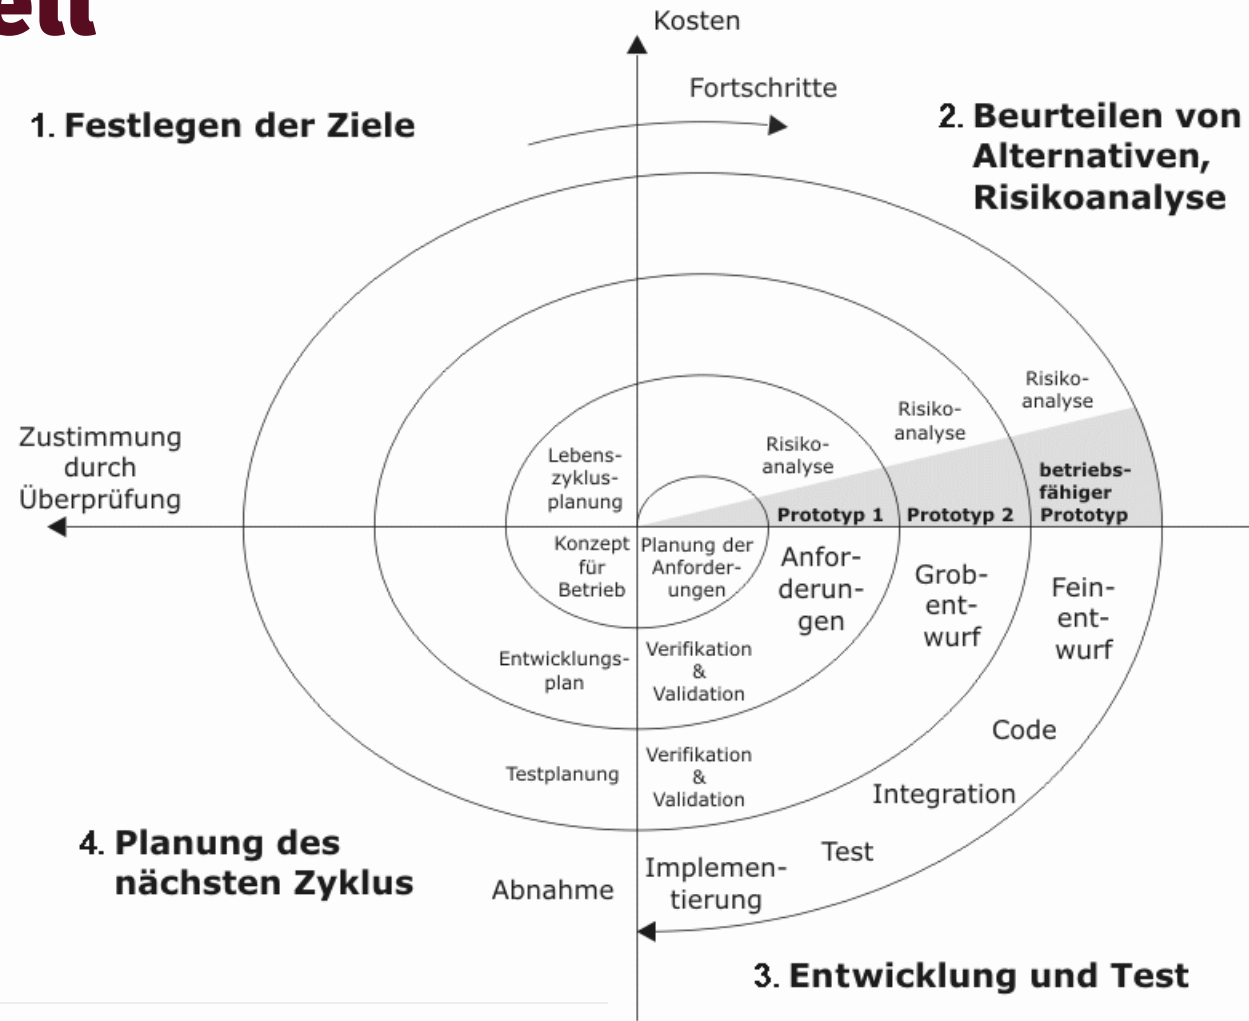 ell
Kosten
Fortschritte
1. Festlegen der Ziele
2. Beurteilen von
Alternativen,
Risikoanalyse
Zustimmung
durch
Überprüfung
Lebens-
zyklus-
planung
Risiko-
analyse
Risiko-
analyse
Risiko-
analyse
Prototyp 1
Prototyp 2
betriebs-
fähiger
Prototyp
Konzept
für
Betrieb
Planung der
Anforder-
ungen
Anfor-
derun-
gen
Grob-
ent-
wurf
Fein-
ent-
wurf
Entwicklungs-
plan
Verifikation
&
Validation
Code
Testplanung
Verifikation
&
Validation
Integration
Test
Implemen-
tierung
Abnahme
4. Planung des
nächsten Zyklus
3. Entwicklung und Test